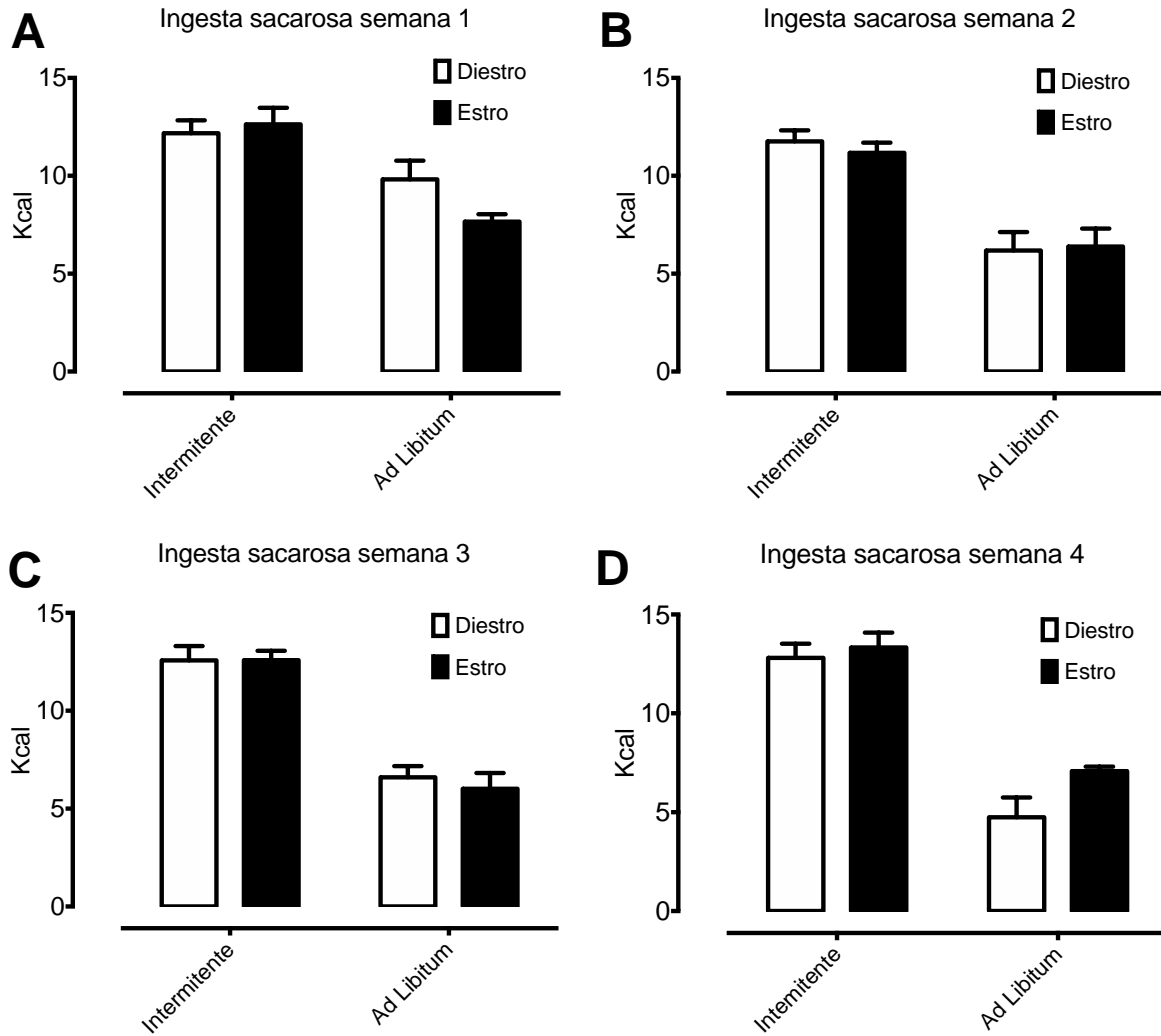 A
Ingesta sacarosa semana 1
Diestro
Estro
15
10
5
0
Kcal
Intermitente
Ad Libitum
B
Ingesta sacarosa semana 2
Diestro
Estro
15
10
5
0
Kcal
Intermitente
Ad Libitum
C
Ingesta sacarosa semana 3
Diestro
Estro
15
10
5
0
Kcal
Intermitente
Ad Libitum
D
Ingesta sacarosa semana 4
Diestro
Estro
15
10
5
0
Kcal
Intermitente
Ad Libitum